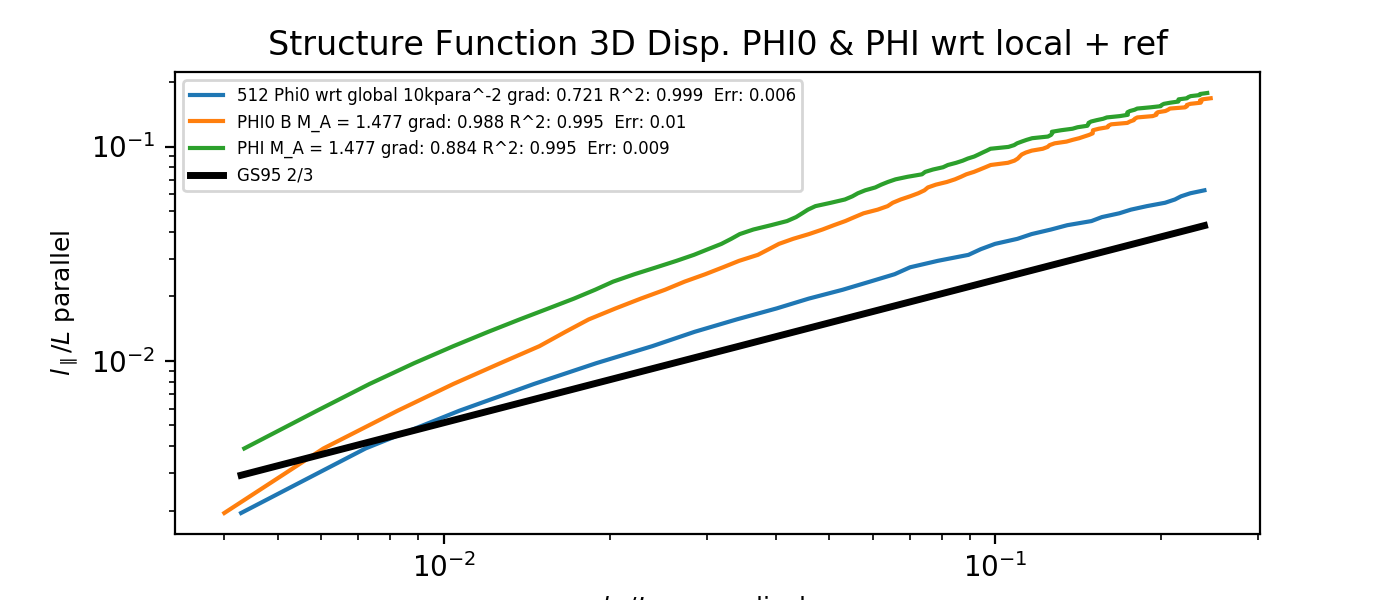 Structure Function 3D Disp. PHI0 & PHI wrt local + ref
512 Phi0 wrt global 10kpara^-2 grad: 0.721 R^2: 0.999  Err: 0.006
PHI0 B M_A = 1.477 grad: 0.988 R^2: 0.995  Err: 0.01
PHI M_A = 1.477 grad: 0.884 R^2: 0.995  Err: 0.009
GS95 2/3
l∥/L parallel
10⁻¹
10⁻²
10⁻²
10⁻¹